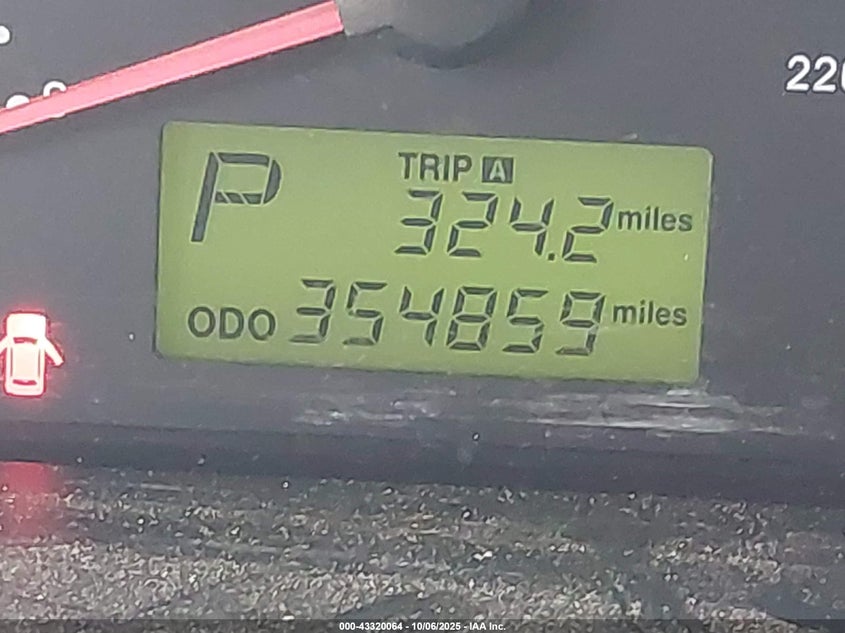 220
P
TRIP A
324.2 miles
ODO 354859 miles
000-43320064 - 10/06/2025 - IAA Inc.